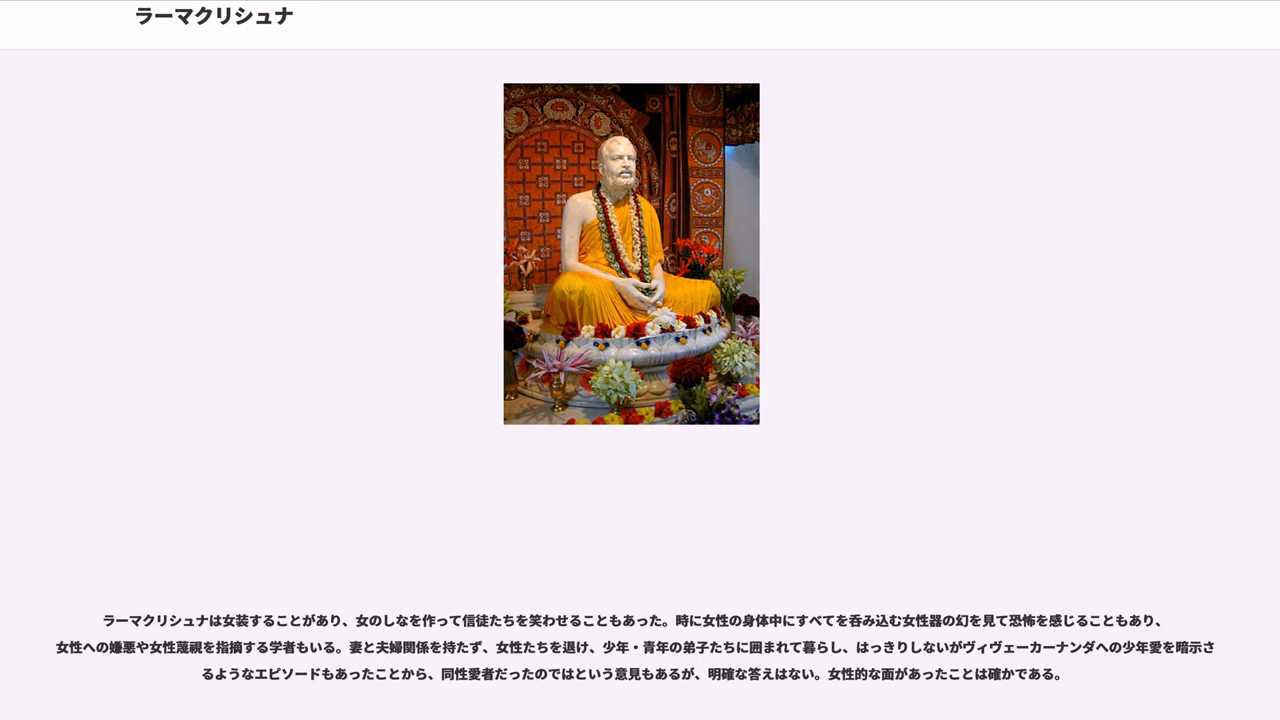 ラーマクリシュナ
ラーマクリシュナは女装することがあり、女のしなを作って信徒たちを笑わせることもあった。時に女性の身体中にすべてを呑み込む女性器の幻を見て恐怖を感じることもあり、
女性への嫌悪や女性蔑視を指摘する学者もいる。妻と夫婦関係を持たず、女性たちを退け、少年・青年の弟子たちに囲まれて暮らし、はっきりしないがヴィヴェーカーナンダへの少年愛を暗示さ
るようなエピソードもあったことから、同性愛者だったのではという意見もあるが、明確な答えはない。女性的な面があったことは確かである。